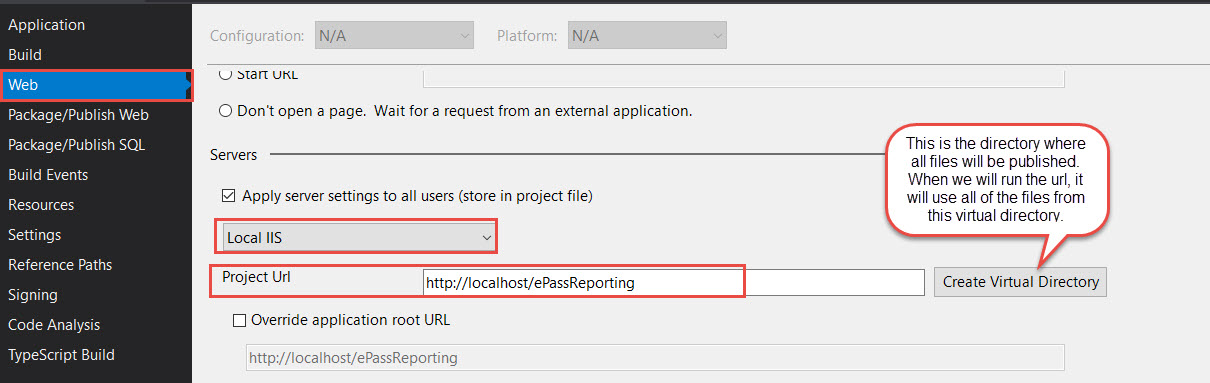 Application
Build
Web
Package/Publish Web
Package/Publish SQL
Build Events
Resources
Settings
Reference Paths
Signing
Code Analysis
TypeScript Build
Configuration: N/A Platform: N/A
Start URL
Don't open a page. Wait for a request from an external application.
Servers
Apply server settings to all users (store in project file)
Local IIS
Project Url http://localhost/ePassReporting Create Virtual Directory
Override application root URL
http://localhost/ePassReporting
This is the directory where
all files will be published.
When we will run the url, it
will use all of the files from
this virtual directory.